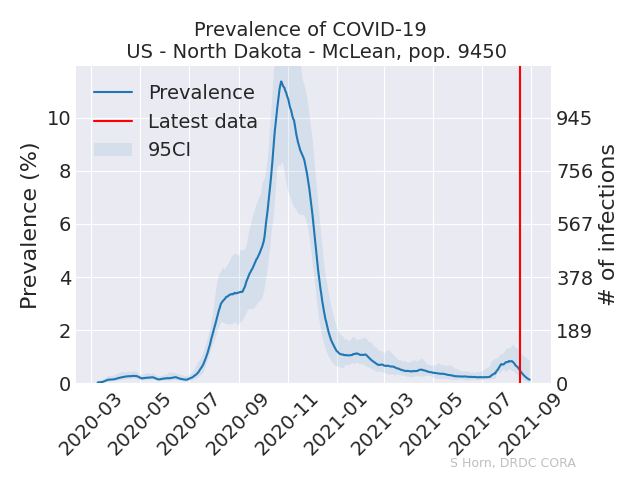 Prevalence of COVID-19
US - North Dakota - McLean, pop. 9450
Prevalence
Latest data
95CI
Prevalence (%)
10
8
6
4
2
0
945
756
567
378
189
0
# of infections
2020-03
2020-05
2020-07
2020-09
2020-11
2021-01
2021-03
2021-05
2021-07
2021-09
S Horn, DRDC CORA